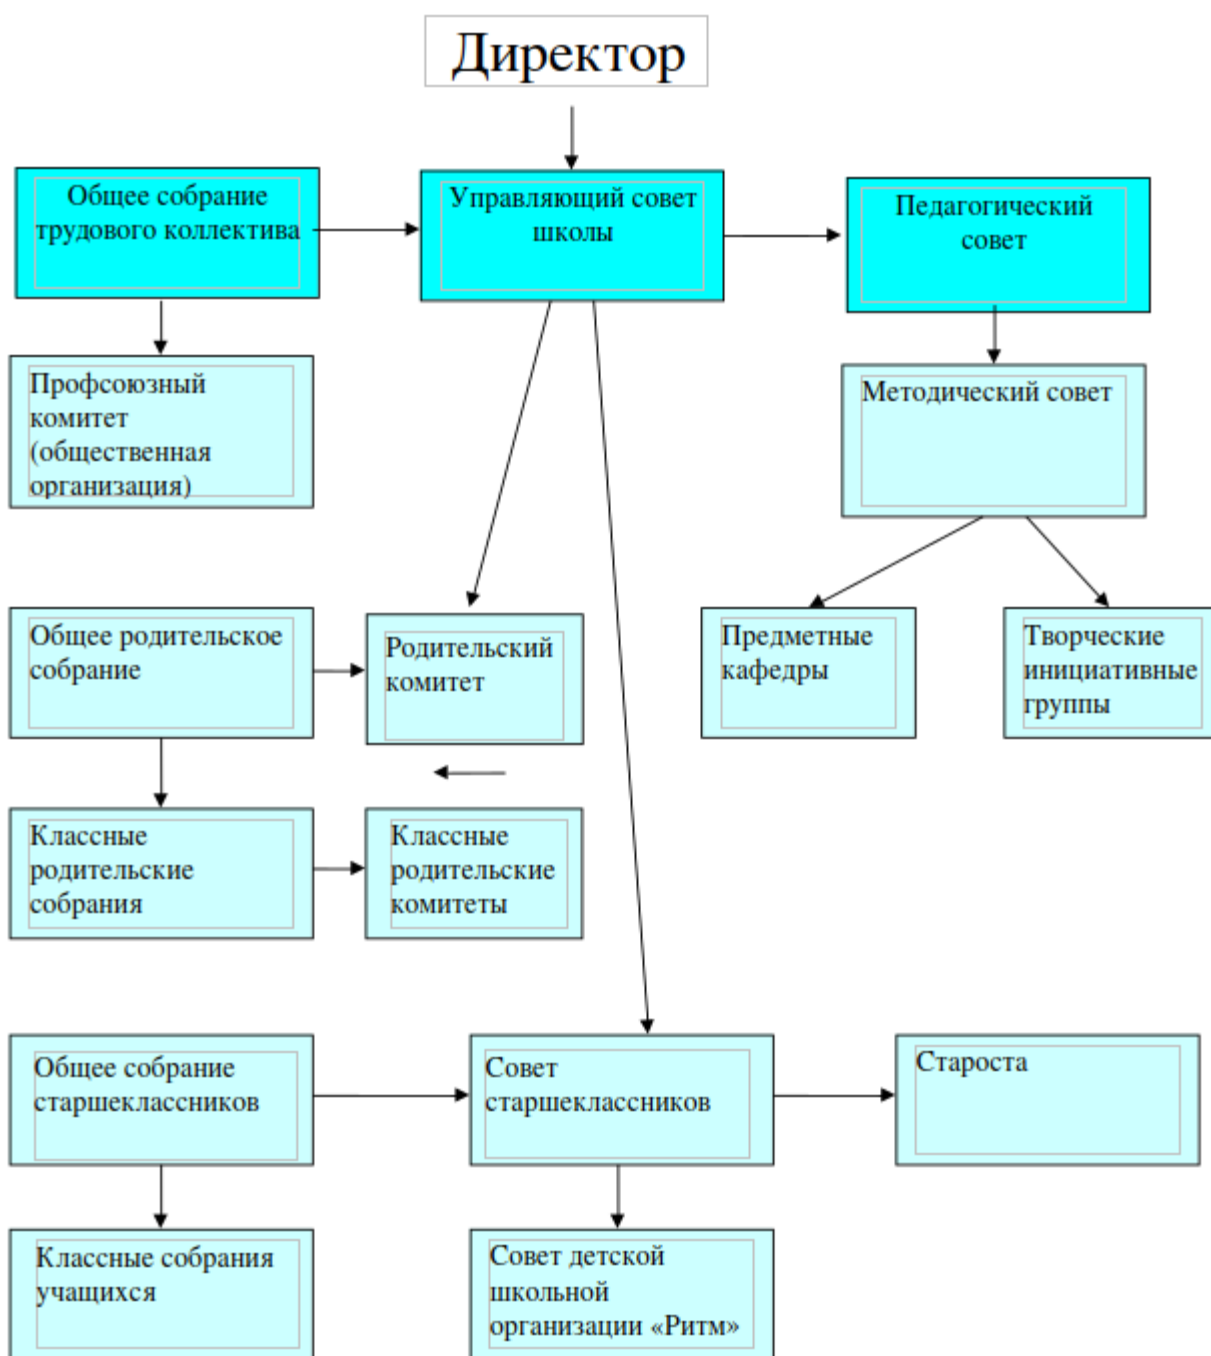 Директор
Общее собрание
трудового коллектива
Управляющий совет
школы
Педагогический
совет
Профсоюзный
комитет
(общественная
организация)
Методический совет
Общее родительское
собрание
Родительский
комитет
Предметные
кафедры
Творческие
инициативные
группы
Классные
родительские
собрания
Классные
родительские
комитеты
Общее собрание
старшеклассников
Совет
старшеклассников
Староста
Классные собрания
учащихся
Совет детской
школьной
организации «Ритм»